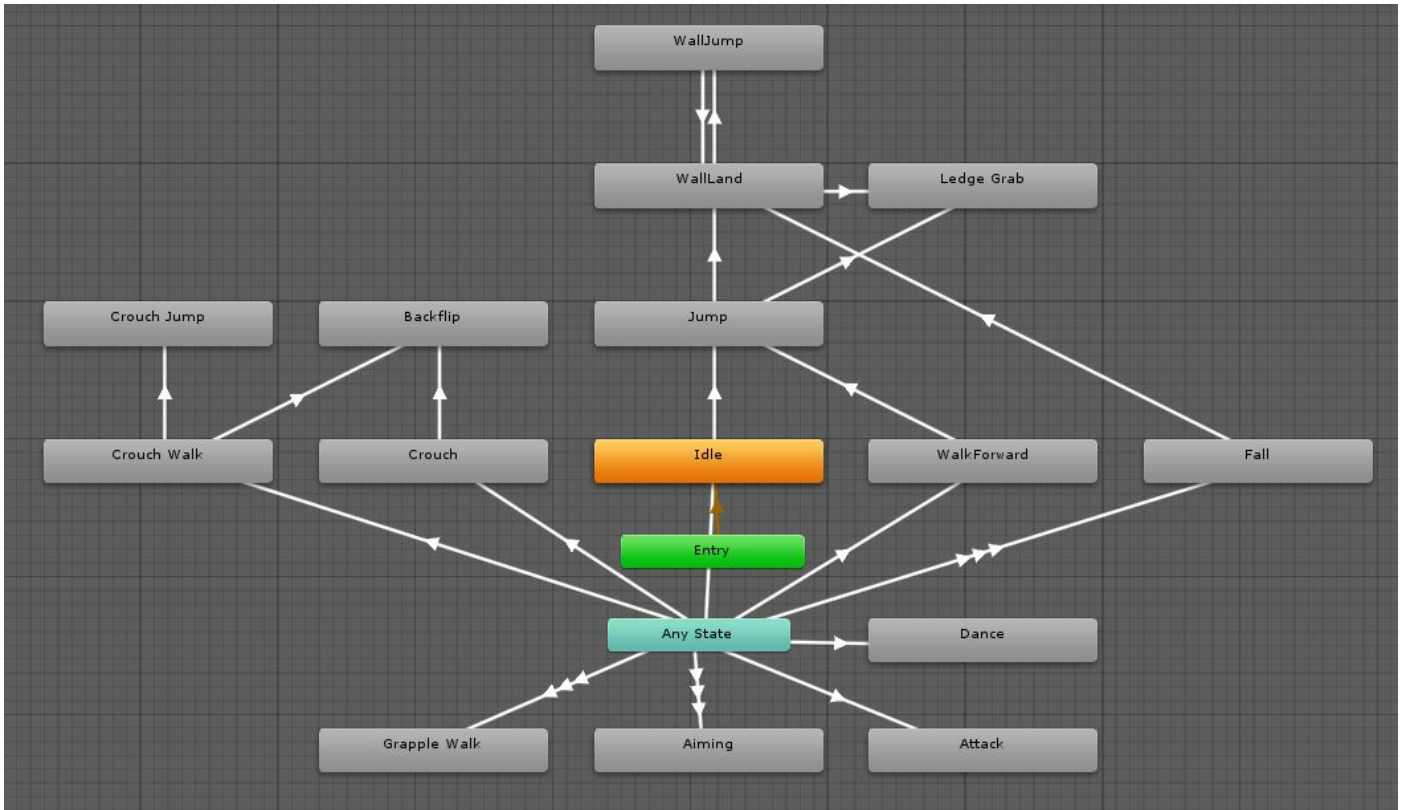 WallJump
WallLand
Ledge Grab
Crouch Jump
Backflip
Jump
Crouch Walk
Crouch
Idle
WalkForward
Fall
Entry
Any State
Dance
Grapple Walk
Aiming
Attack